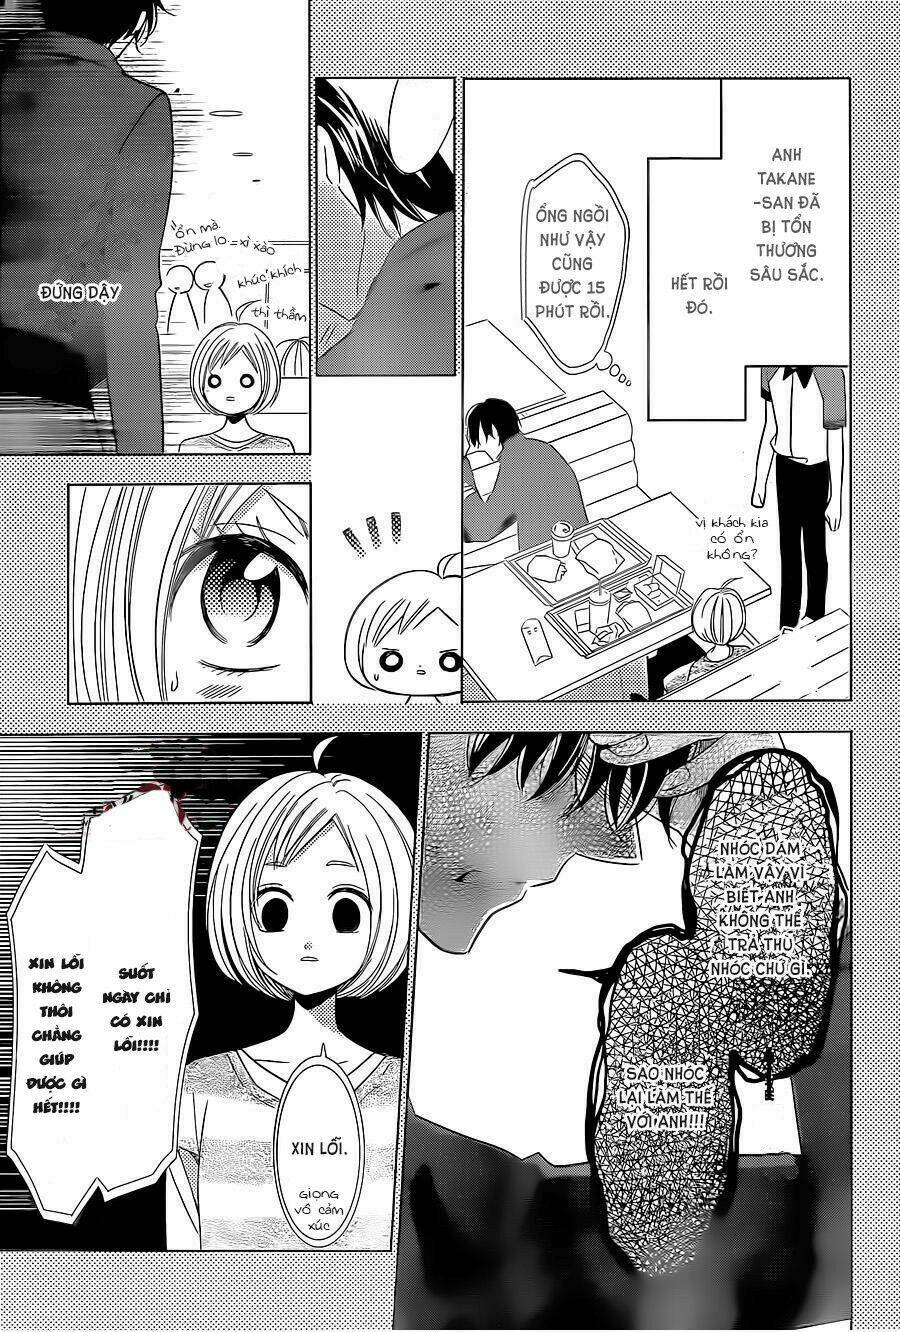 ANH
TAKANE
-SAN ĐÃ
BỊ TỔN
THƯƠNG
SÂU SẮC.
HẾT RỒI
ĐÓ.
ỔNG NGỒI
NHƯ VẬY
CŨNG
ĐƯỢC 15
PHÚT RỒI.
vị khách kia
có ổn
không?
ổn mà.
Đừng lo.
xì xào
khúc khích
thì thầm
ĐỨNG DẬY
NHÓC DÁM
LÀM VẬY VÌ
BIẾT ANH
KHÔNG THỂ
TRẢ THÙ
NHÓC CHỨ GÌ.
SAO NHÓC
LẠI LÀM THẾ
VỚI ANH!!!
XIN LỖI.
Giọng
vô cảm
xúc
SUỐT
NGÀY CHỈ
CÓ XIN
LỖI!!!!
XIN LỖI
KHÔNG
THÔI
CHẲNG
GIÚP
ĐƯỢC GÌ
HẾT!!!!